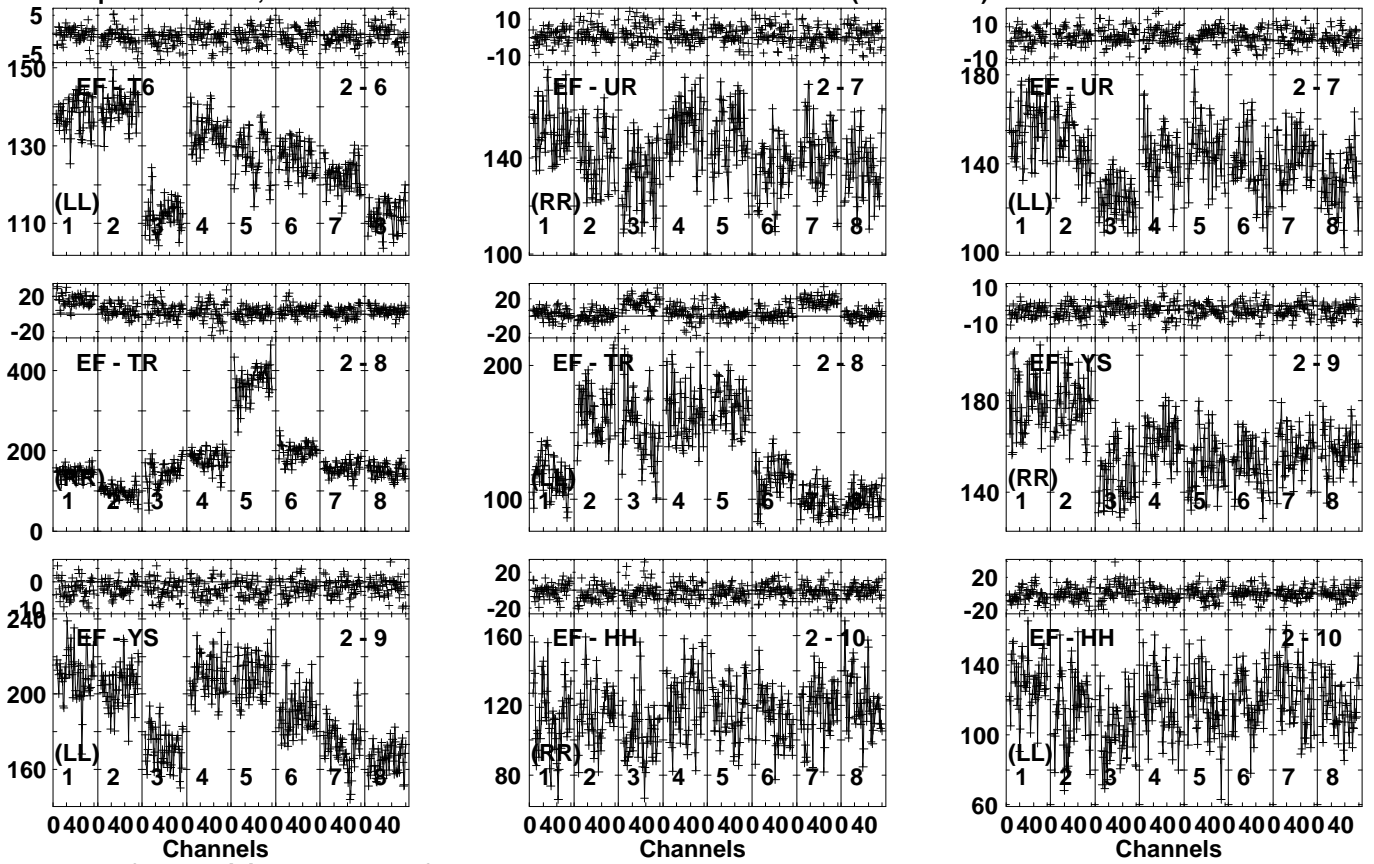 5 10 10
-5 -10 -10
150 EF - T6 2 - 6 EF - UR 2 - 7 180 EF - UR 2 - 7
130 140 140
(LL) (RR) (LL)
110 1 2 3 4 5 6 7 8 1 2 3 4 5 6 7 8 1 2 3 4 5 6 7 8
100 100
20 20 10
-20 -20 -10
400 EF - TR 2 - 8 200 EF - TR 2 - 8 EF - YS 2 - 9
180
200
(RR) (LL) (RR)
1 2 3 4 5 6 7 8 100 1 2 3 4 5 6 7 8 140 1 2 3 4 5 6 7 8
0
0 20 20
-10 -20 -20
240 EF - YS 2 - 9 160 EF - HH 2 - 10 EF - HH 2 - 10
140
200 120
100
(LL) (RR) (LL)
160 1 2 3 4 5 6 7 8 80 1 2 3 4 5 6 7 8 1 2 3 4 5 6 7 8
60
0 40 0 40 0 40 0 40 0 40 0 40 0 40 0 40 0 40 0 40 0 40 0 40 0 40 0 40 0 40 0 40 0 40 0 40 0 40 0 40 0 40 0 40 0 40 0 40
Channels Channels Channels